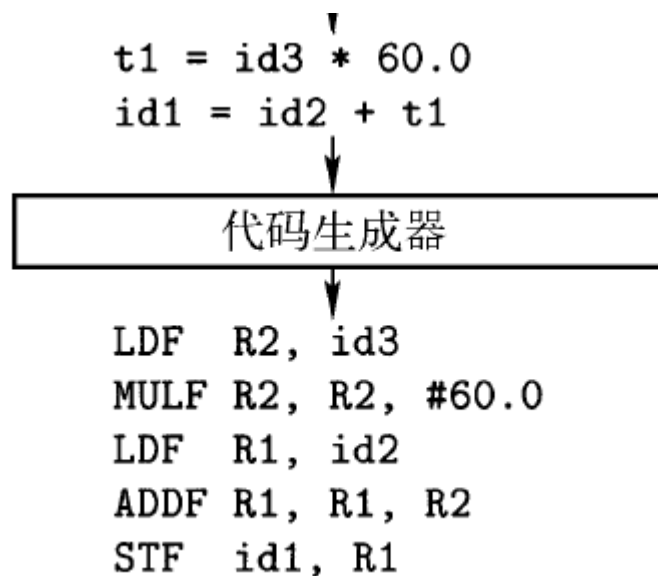 t1 = id3 * 60.0
id1 = id2 + t1
代码生成器
LDF R2, id3
MULF R2, R2, #60.0
LDF R1, id2
ADDF R1, R1, R2
STF id1, R1